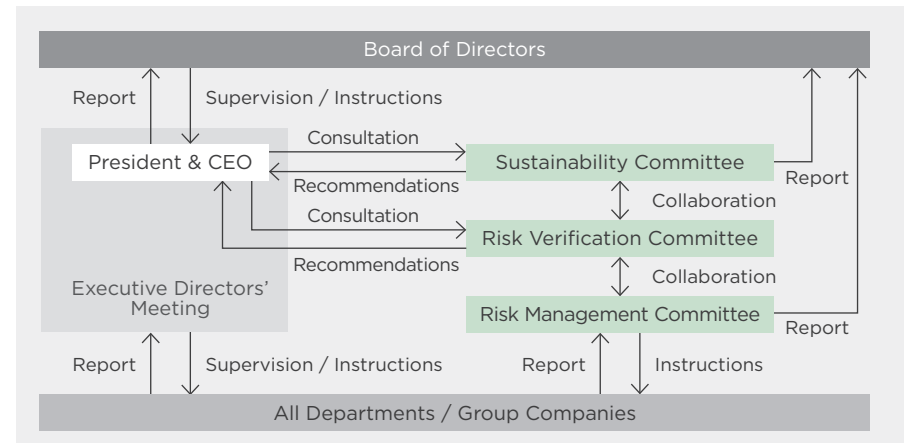 Board of Directors
Report
Supervision / Instructions
President & CEO
Consultation
Recommendations
Consultation
Recommendations
Executive Directors’
Meeting
Sustainability Committee
Report
Collaboration
Risk Verification Committee
Collaboration
Risk Management Committee
Report
Report
Supervision / Instructions
Report
Instructions
All Departments / Group Companies